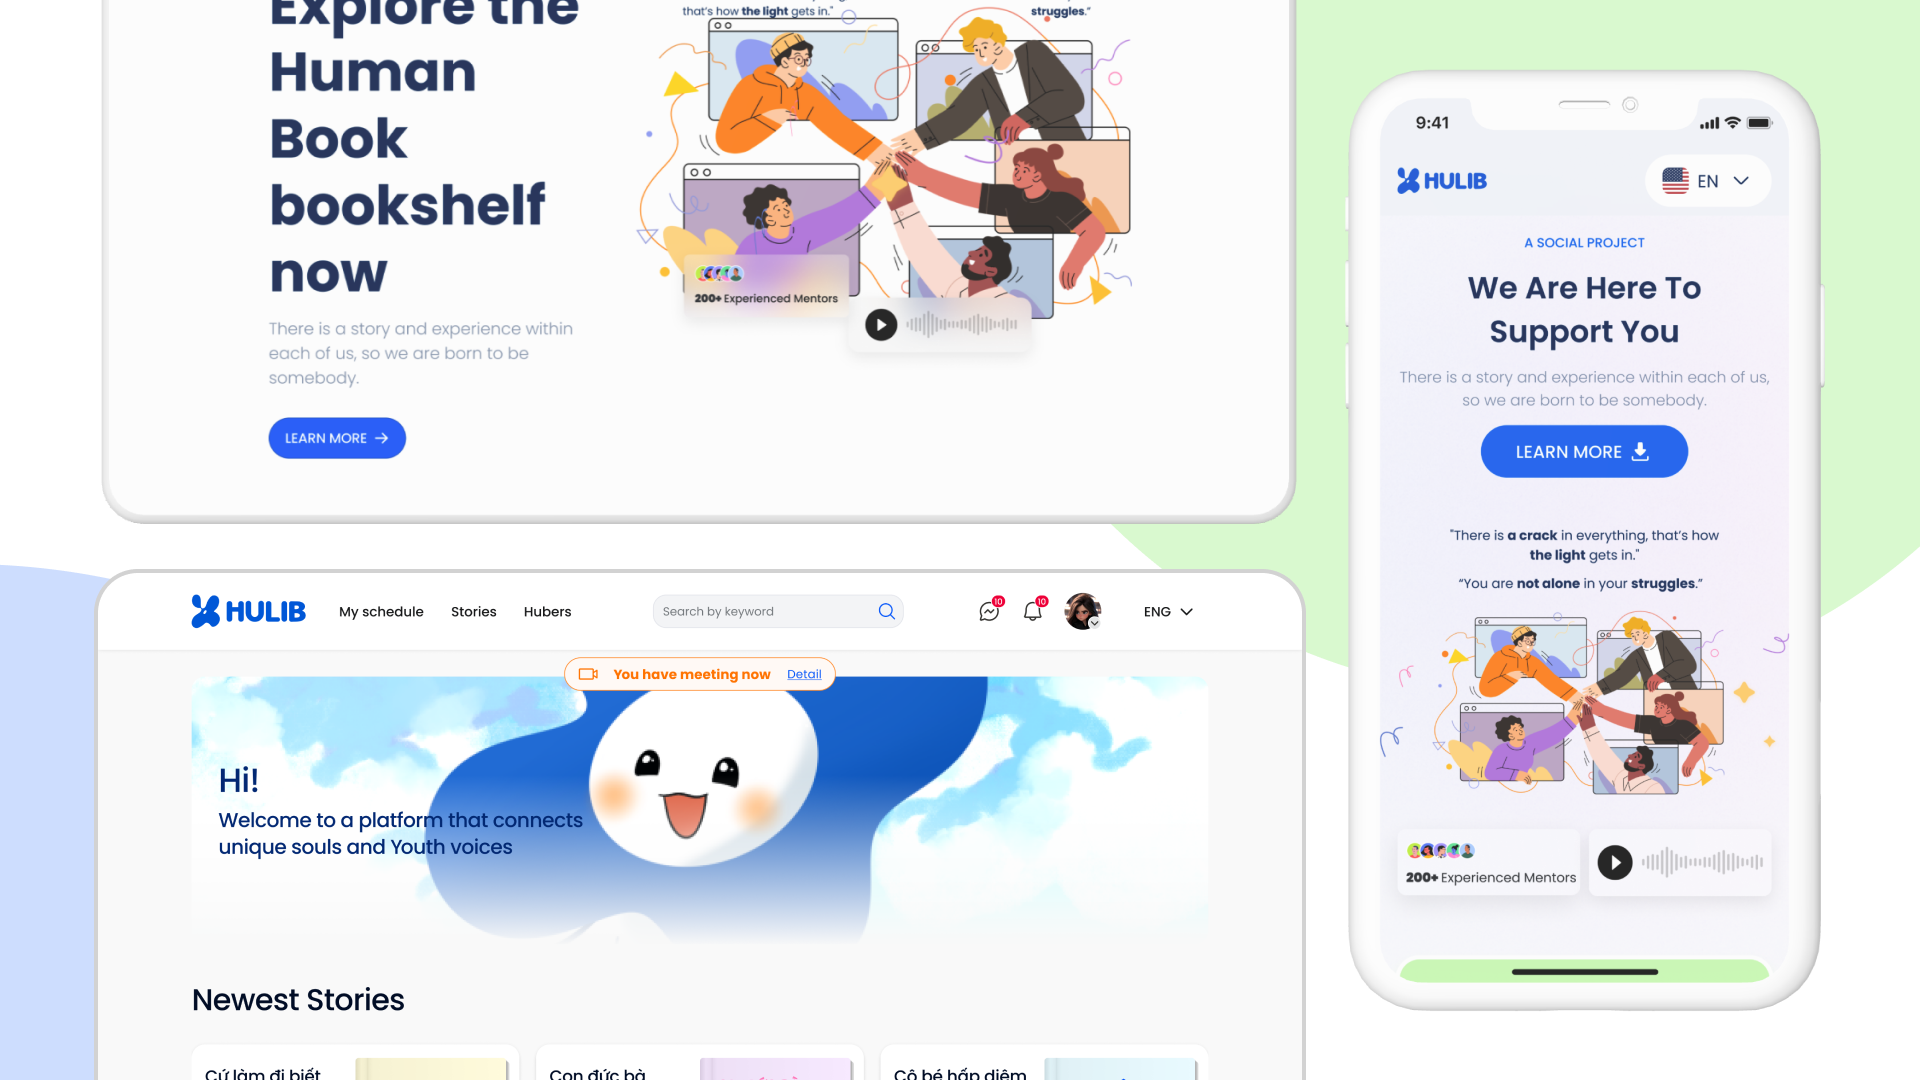 Explore the
Human
Book
bookshelf
now
There is a story and experience within
each of us, so we are born to be
somebody.
LEARN MORE
that's how the light gets in."
struggles."
200+ Experienced Mentors
9:41
HULIB
EN
A SOCIAL PROJECT
We Are Here To
Support You
There is a story and experience within each of us,
so we are born to be somebody.
LEARN MORE
"There is a crack in everything, that's how
the light gets in."
“You are not alone in your struggles.”
200+ Experienced Mentors
HULIB
My schedule
Stories
Hubers
Search by keyword
10
10
ENG
You have meeting now
Detail
Hi!
Welcome to a platform that connects
unique souls and Youth voices
Newest Stories
Cứ làm đi biết
Con đức bà
Cô bé hấp diêm